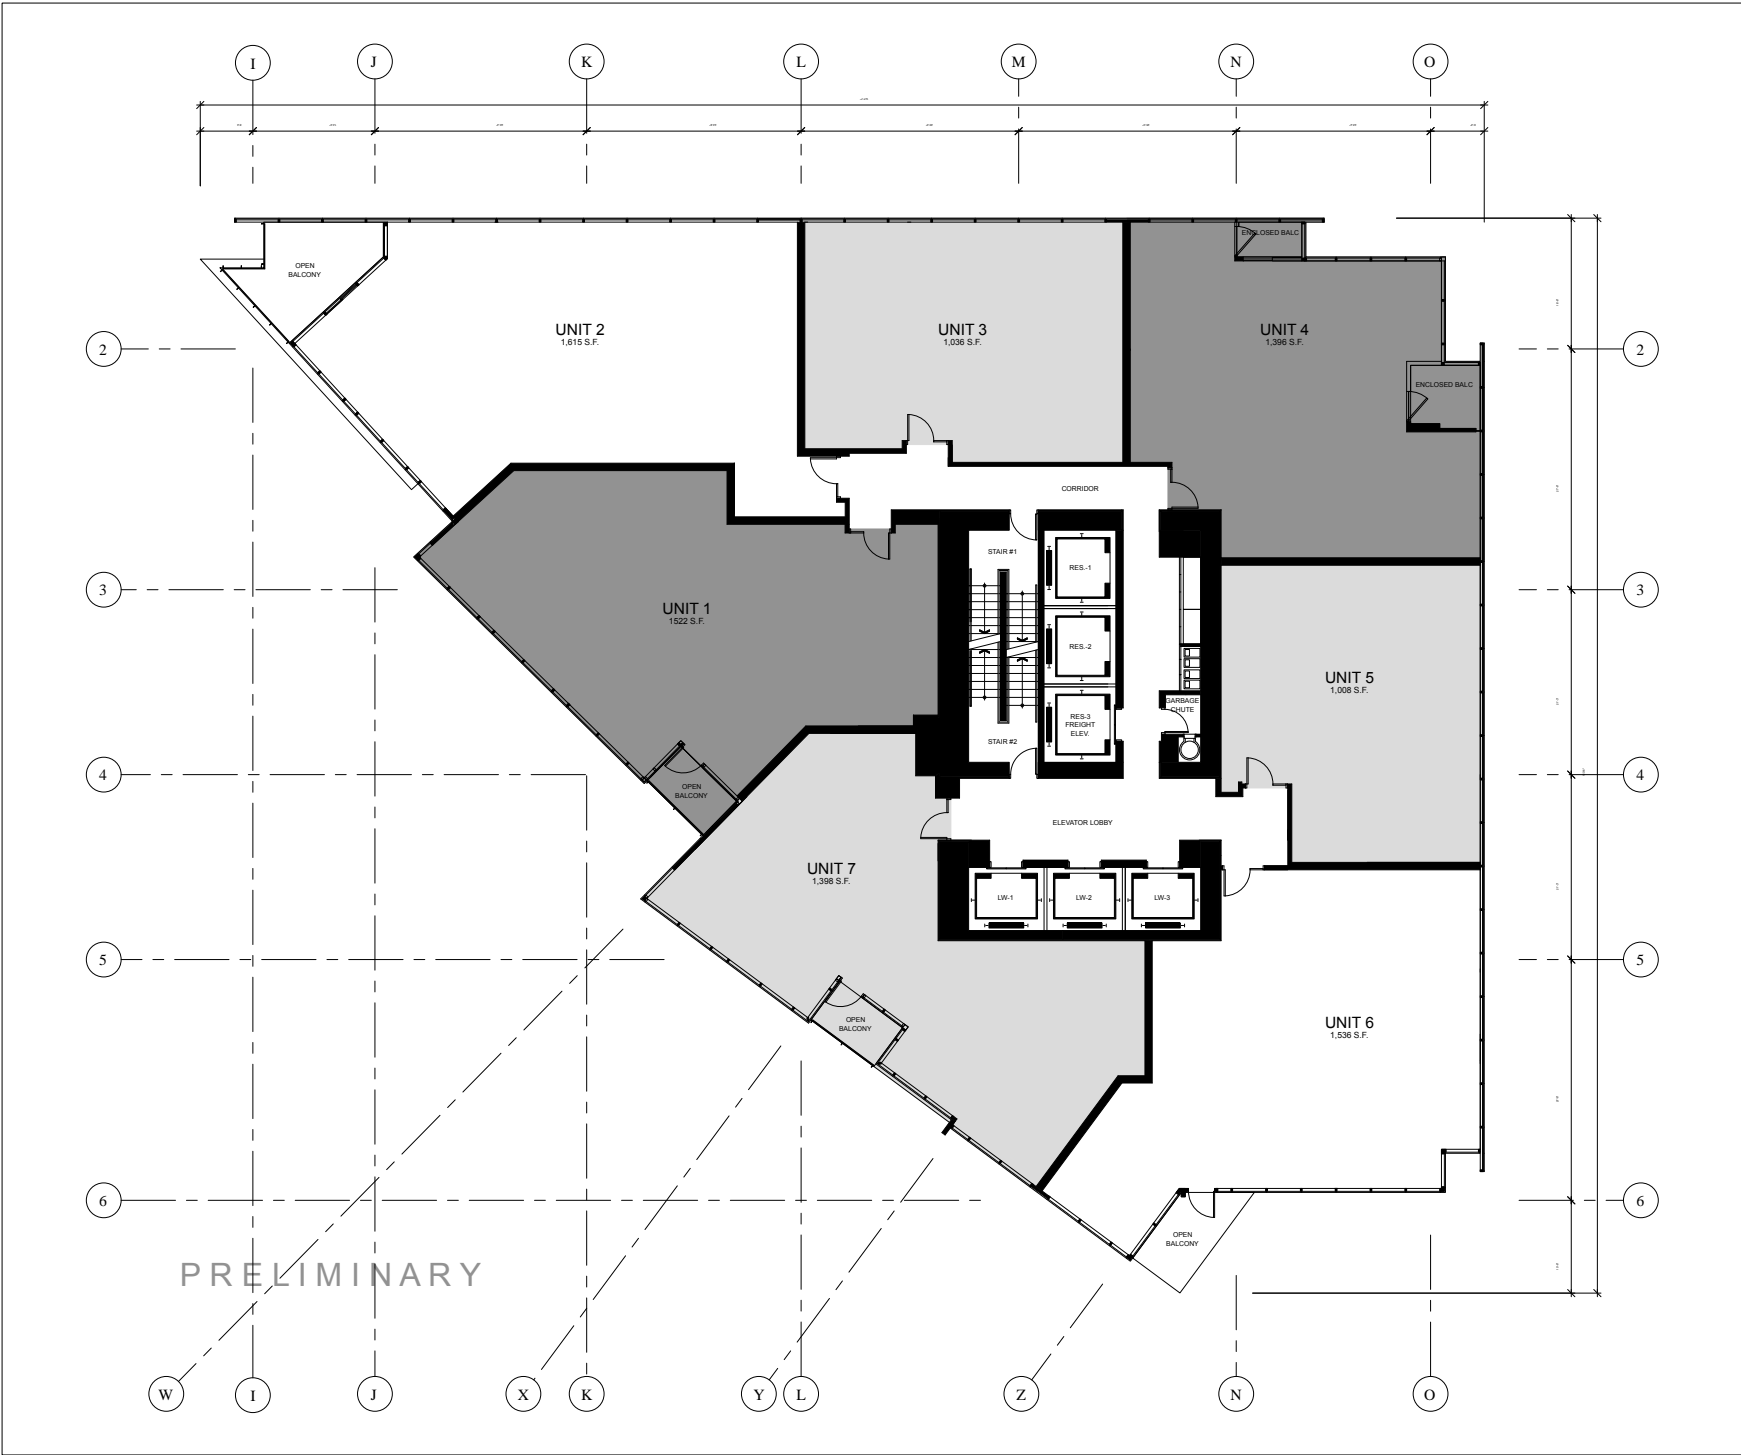 I J K L M N O
OPEN
BALCONY
ENCLOSED BALC
UNIT 2
1,615 S.F.
UNIT 3
1,036 S.F.
UNIT 4
1,396 S.F.
2 2
ENCLOSED BALC
CORRIDOR
STAIR #1
RES.-1
3 3
UNIT 1
1522 S.F.
RES.-2
UNIT 5
1,008 S.F.
GARBAGE
CHUTE
RES-3
FREIGHT
ELEV.
STAIR #2
4 4
OPEN
BALCONY
ELEVATOR LOBBY
UNIT 7
1,398 S.F.
LW-1 LW-2 LW-3
5 5
OPEN
BALCONY
UNIT 6
1,536 S.F.
6 6
OPEN
BALCONY
PRELIMINARY
W I J X K Y L Z N O